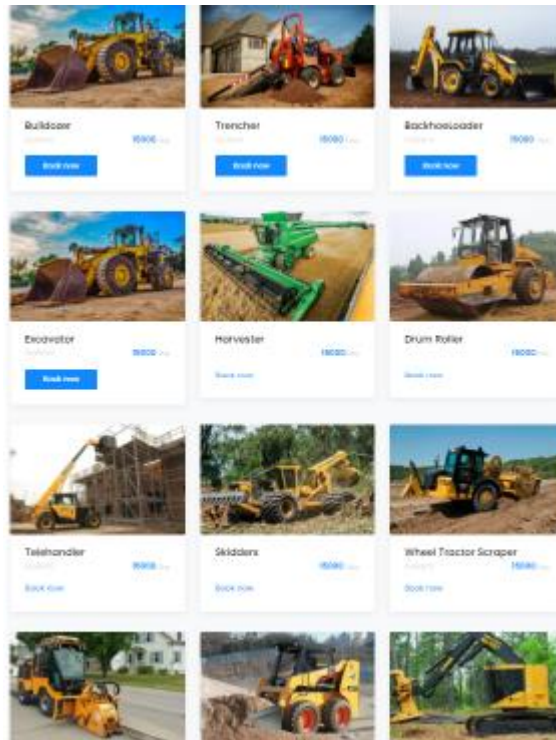 Bulldozer
15000
Book now
Trencher
15000
Book now
BackhoeLoader
15000
Book now
Excavator
15000
Book now
Harvester
15000
Book now
Drum Roller
15000
Book now
Telehandler
15000
Book now
Skidders
15000
Book now
Wheel Tractor Scraper
15000
Book now